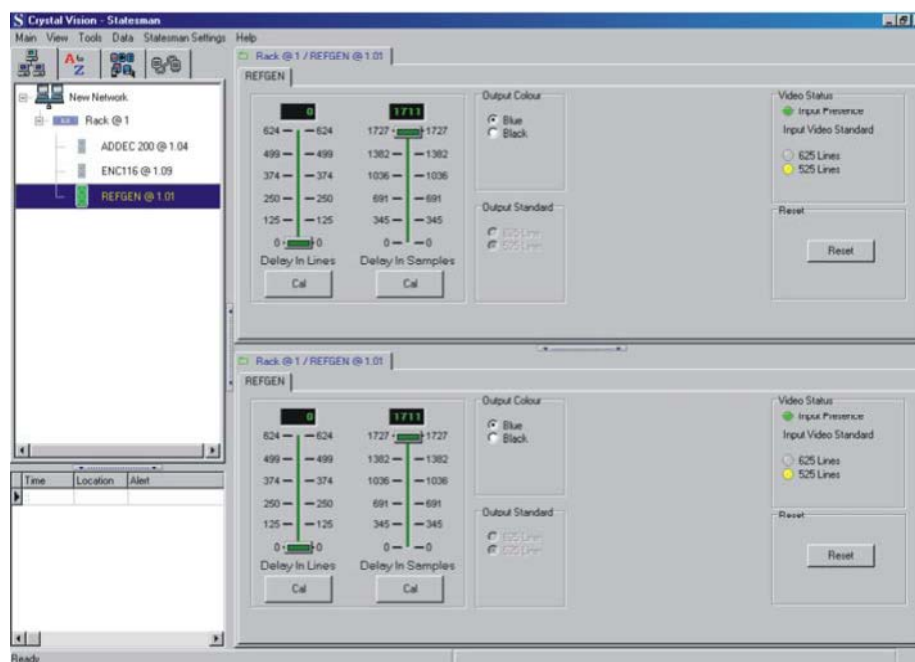 Crystal Vision - Statesman
Main View Tools Data Statesman Settings Help
New Network
Rack @ 1
ADDEC 200 @ 1.04
ENC116 @ 1.09
REFGEN @ 1.01
Time Location Alert
Rack @ 1 / REFGEN @ 1.01
REFGEN
0 1711
624 624 1727 1727
499 499 1382 1382
374 374 1036 1036
250 250 691 691
125 125 345 345
0 0 0 0
Delay In Lines Delay In Samples
Cal Cal
Output Colour
Blue
Black
Output Standard
625 Line
525 Line
Video Status
Input Presence
Input Video Standard
625 Lines
525 Lines
Reset
Reset
Rack @ 1 / REFGEN @ 1.01
REFGEN
0 1711
624 624 1727 1727
499 499 1382 1382
374 374 1036 1036
250 250 691 691
125 125 345 345
0 0 0 0
Delay In Lines Delay In Samples
Cal Cal
Output Colour
Blue
Black
Output Standard
Video Status
Input Presence
Input Video Standard
625 Lines
525 Lines
Reset
Reset
Ready